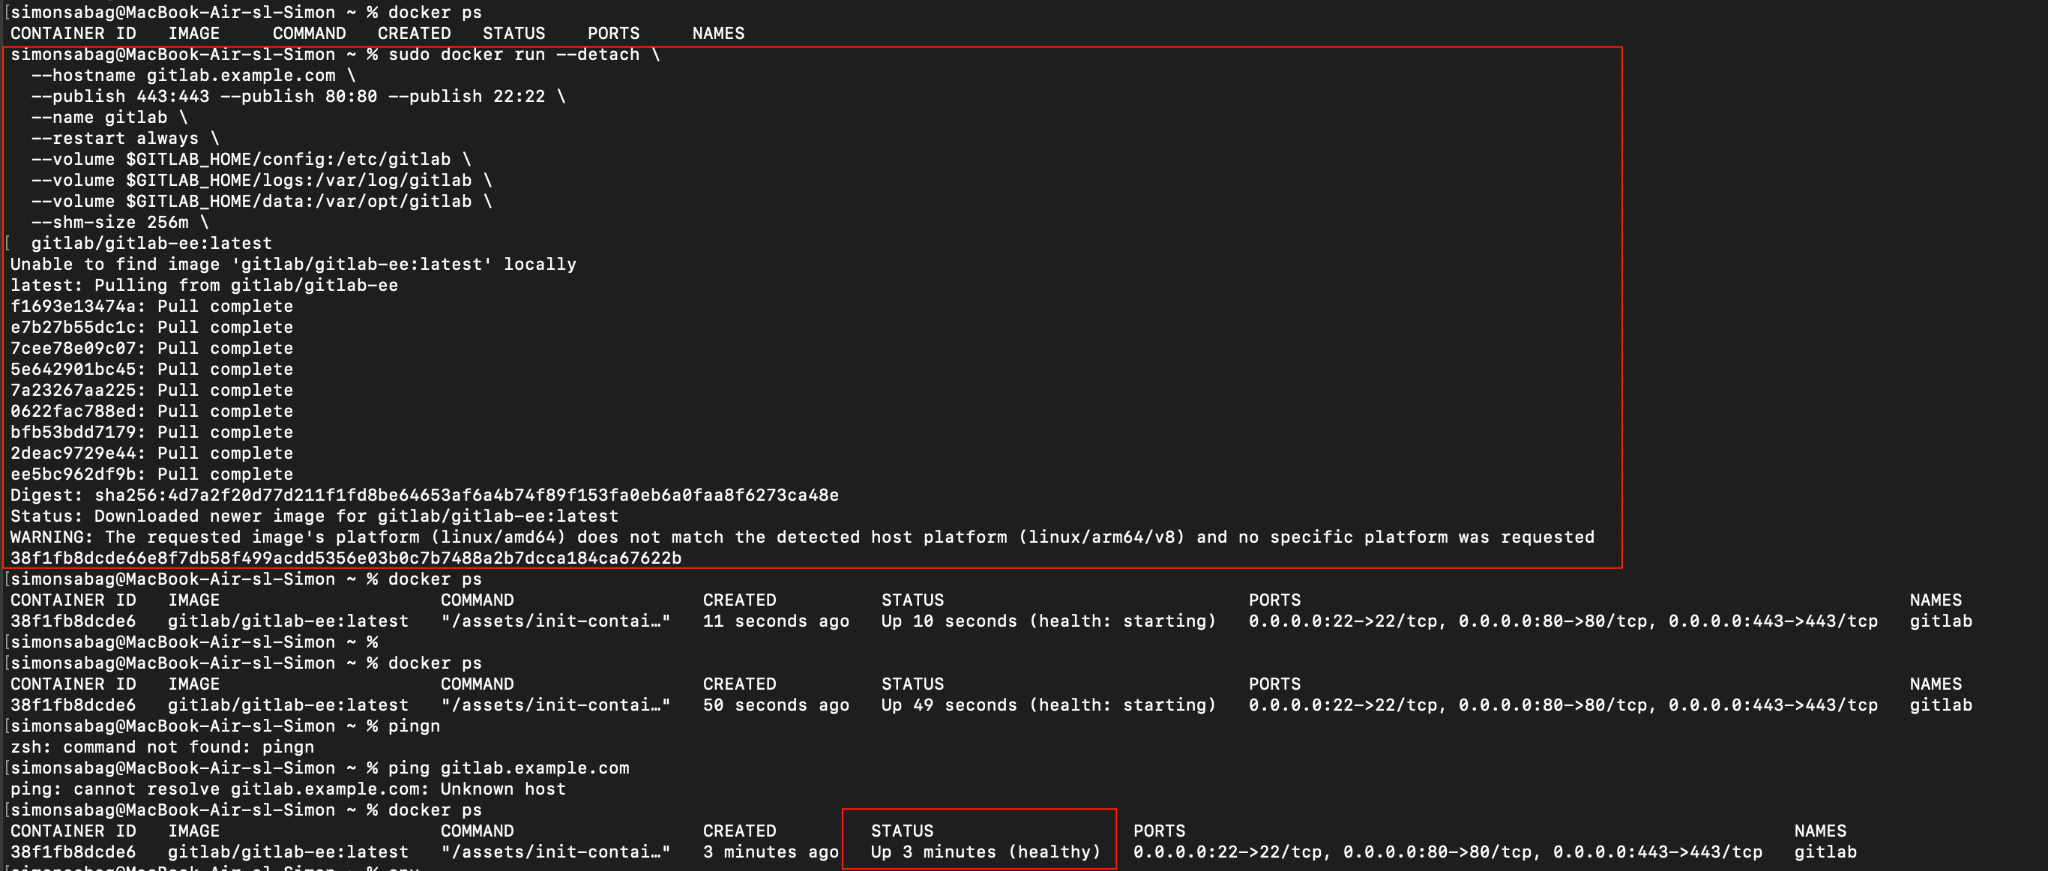 [simonsabag@MacBook-Air-sl-Simon ~ % docker ps
CONTAINER ID   IMAGE     COMMAND   CREATED   STATUS    PORTS     NAMES
simonsabag@MacBook-Air-sl-Simon ~ % sudo docker run --detach \
  --hostname gitlab.example.com \
  --publish 443:443 --publish 80:80 --publish 22:22 \
  --name gitlab \
  --restart always \
  --volume $GITLAB_HOME/config:/etc/gitlab \
  --volume $GITLAB_HOME/logs:/var/log/gitlab \
  --volume $GITLAB_HOME/data:/var/opt/gitlab \
  --shm-size 256m \
[  gitlab/gitlab-ee:latest
Unable to find image 'gitlab/gitlab-ee:latest' locally
latest: Pulling from gitlab/gitlab-ee
f1693e13474a: Pull complete
e7b27b55dc1c: Pull complete
7cee78e09c07: Pull complete
5e642901bc45: Pull complete
7a23267aa225: Pull complete
0622fac788ed: Pull complete
bfb53bdd7179: Pull complete
2deac9729e44: Pull complete
ee5bc962df9b: Pull complete
Digest: sha256:4d7a2f20d77d211f1fd8be64653af6a4b74f89f153fa0eb6a0faa8f6273ca48e
Status: Downloaded newer image for gitlab/gitlab-ee:latest
WARNING: The requested image's platform (linux/amd64) does not match the detected host platform (linux/arm64/v8) and no specific platform was requested
38f1fb8dcde66e8f7db58f499acdd5356e03b0c7b7488a2b7dcca184ca67622b
[simonsabag@MacBook-Air-sl-Simon ~ % docker ps
CONTAINER ID   IMAGE                     COMMAND                  CREATED          STATUS                             PORTS                                                          NAMES
38f1fb8dcde6   gitlab/gitlab-ee:latest   "/assets/init-contai…"   11 seconds ago   Up 10 seconds (health: starting)   0.0.0.0:22->22/tcp, 0.0.0.0:80->80/tcp, 0.0.0.0:443->443/tcp   gitlab
[simonsabag@MacBook-Air-sl-Simon ~ %
[simonsabag@MacBook-Air-sl-Simon ~ % docker ps
CONTAINER ID   IMAGE                     COMMAND                  CREATED          STATUS                             PORTS                                                          NAMES
38f1fb8dcde6   gitlab/gitlab-ee:latest   "/assets/init-contai…"   50 seconds ago   Up 49 seconds (health: starting)   0.0.0.0:22->22/tcp, 0.0.0.0:80->80/tcp, 0.0.0.0:443->443/tcp   gitlab
[simonsabag@MacBook-Air-sl-Simon ~ % pingn
zsh: command not found: pingn
[simonsabag@MacBook-Air-sl-Simon ~ % ping gitlab.example.com
ping: cannot resolve gitlab.example.com: Unknown host
[simonsabag@MacBook-Air-sl-Simon ~ % docker ps
CONTAINER ID   IMAGE                     COMMAND                  CREATED         STATUS                   PORTS                                                          NAMES
38f1fb8dcde6   gitlab/gitlab-ee:latest   "/assets/init-contai…"   3 minutes ago   Up 3 minutes (healthy)   0.0.0.0:22->22/tcp, 0.0.0.0:80->80/tcp, 0.0.0.0:443->443/tcp   gitlab
[simonsabag@MacBook-Air-sl-Simon ~ %